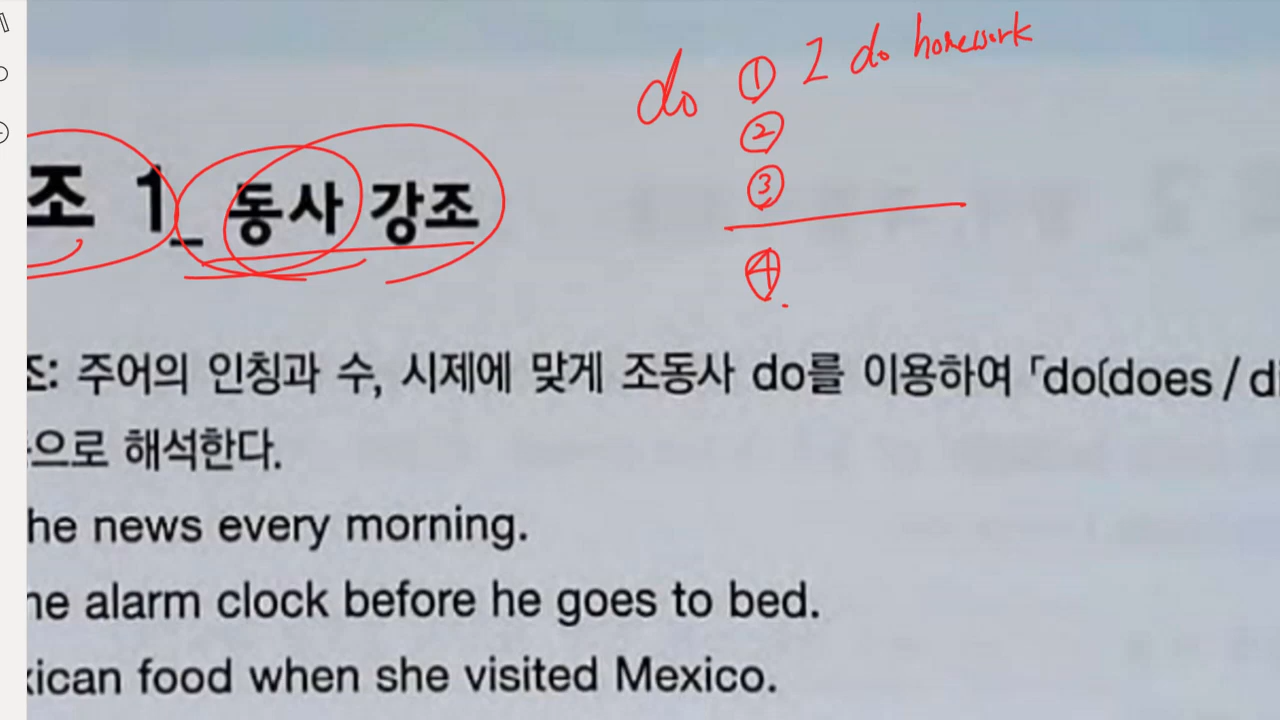 do ① I do homework
②
③
④
조 1_ 동사 강조
조: 주어의 인칭과 수, 시제에 맞게 조동사 do를 이용하여 「do(does / di
으로 해석한다.
he news every morning.
he alarm clock before he goes to bed.
xican food when she visited Mexico.